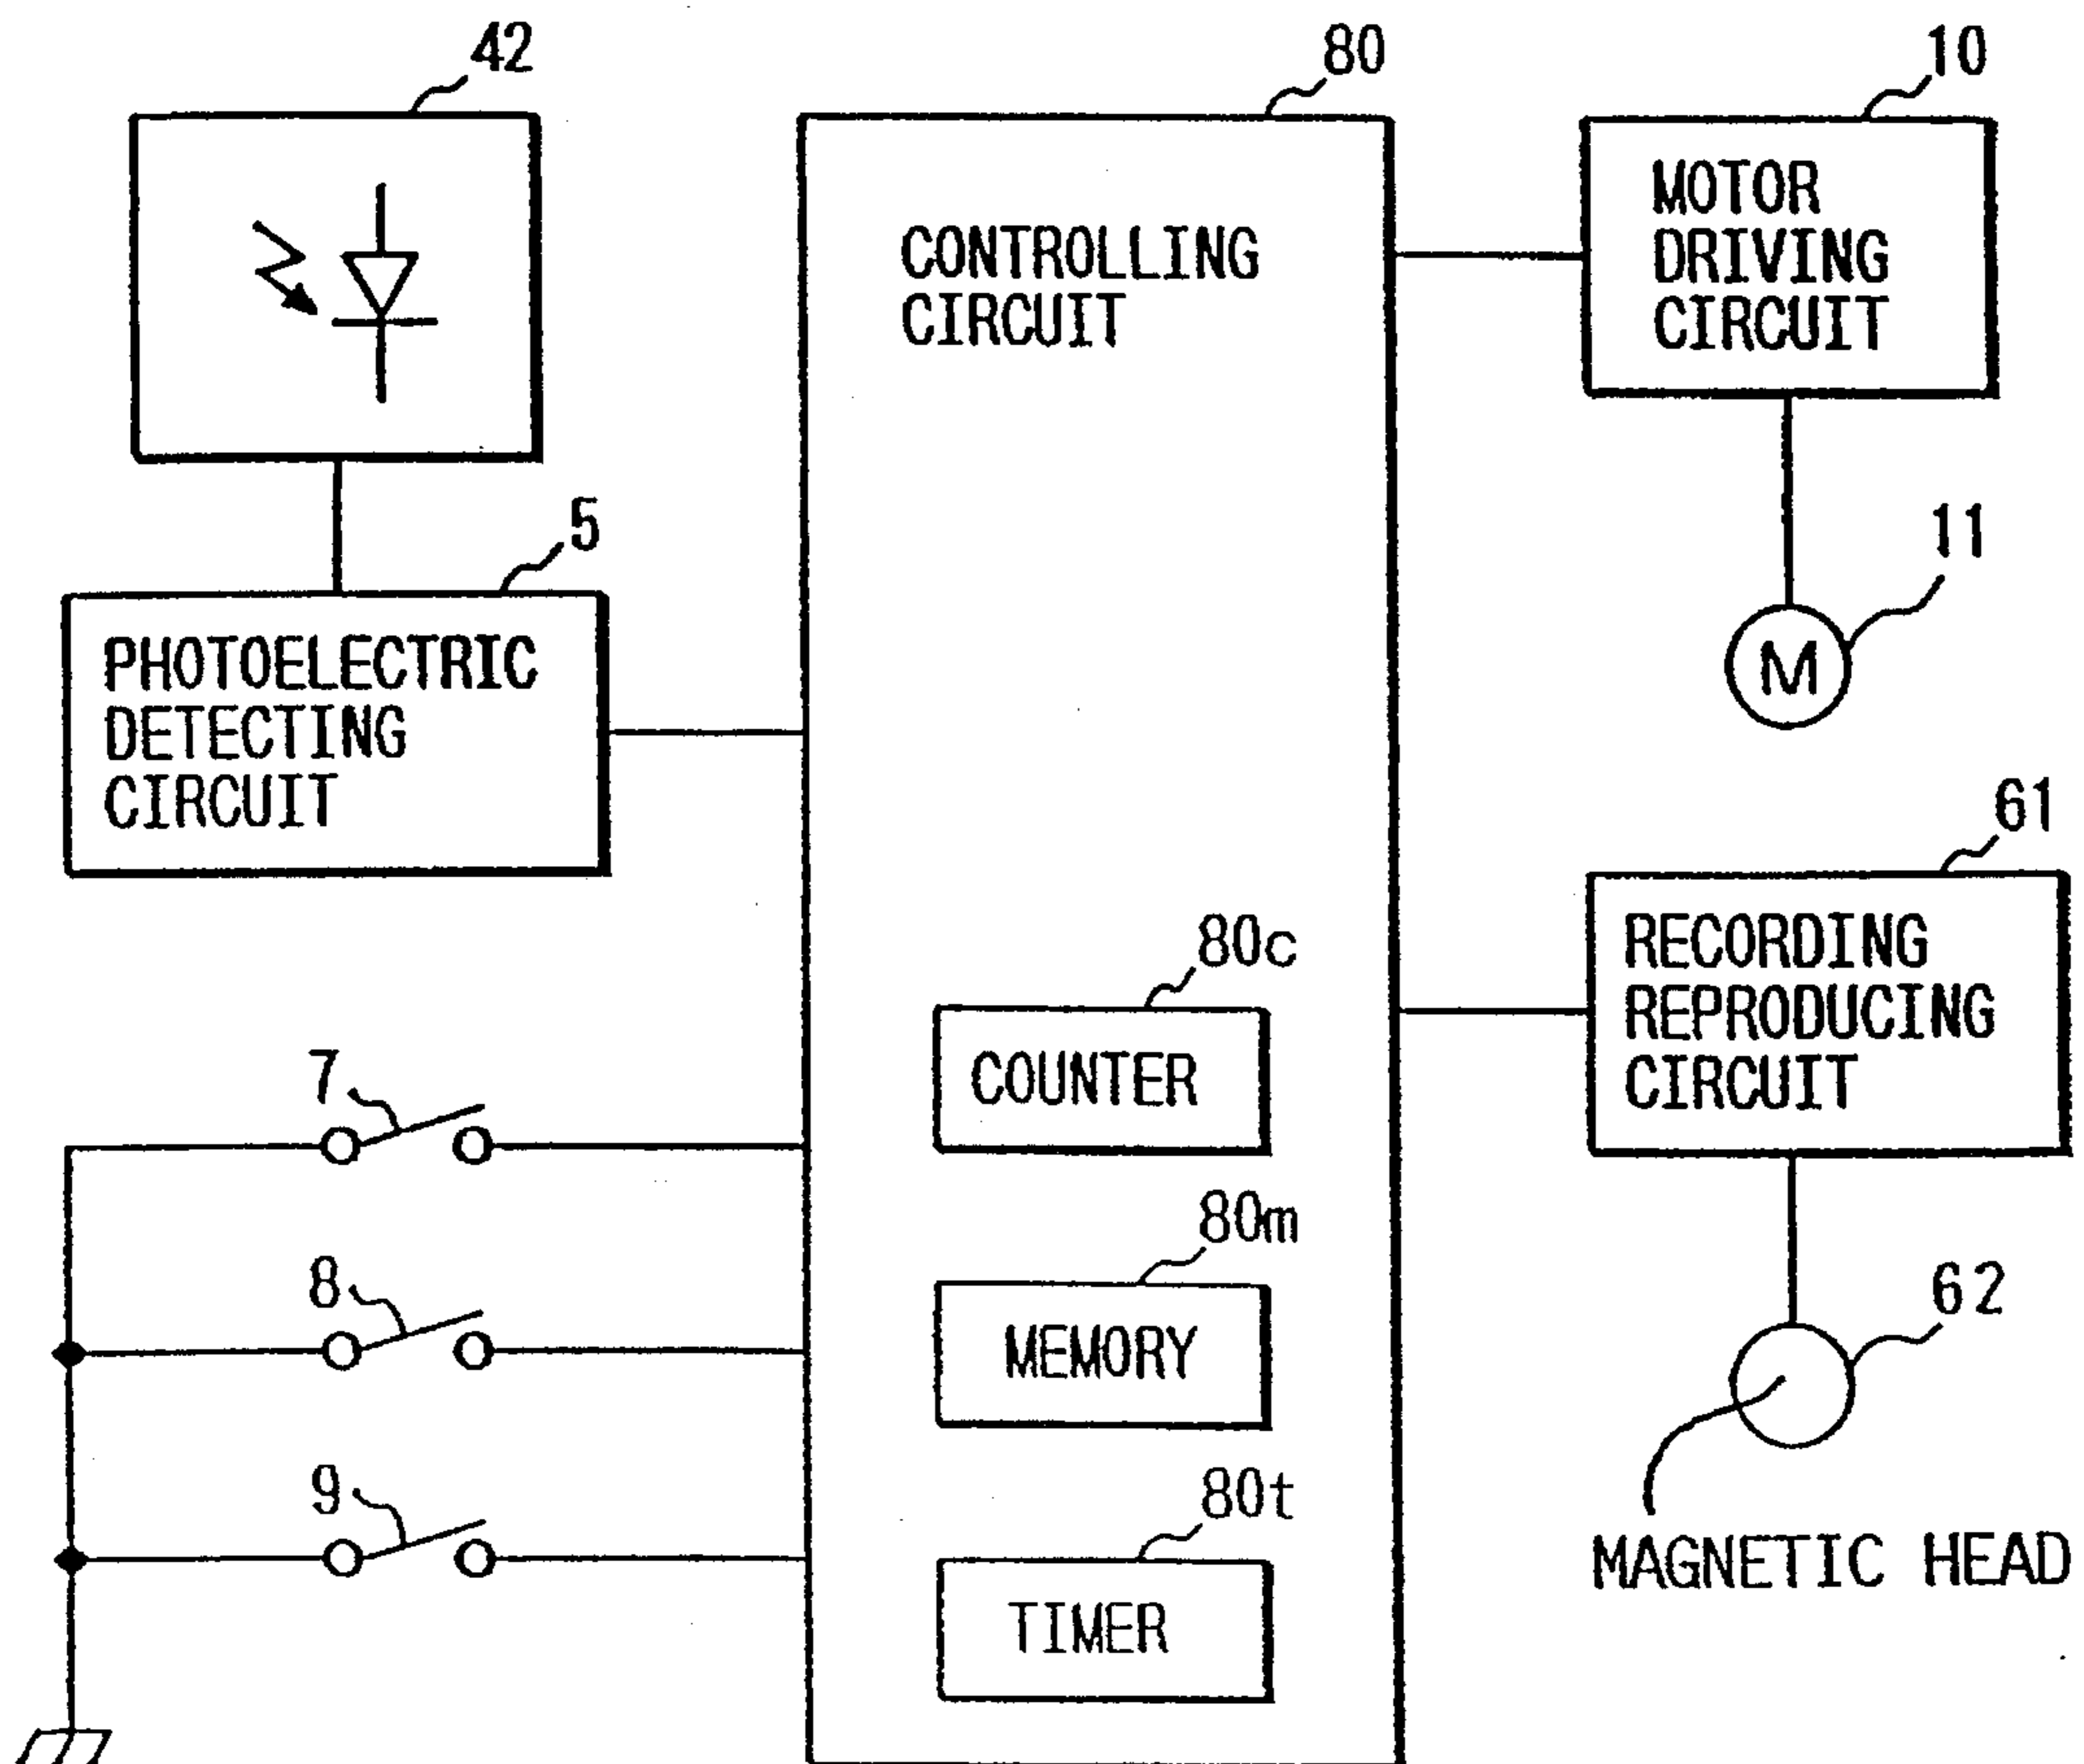 42
80
10
CONTROLLING
CIRCUIT
MOTOR
DRIVING
CIRCUIT
5
11
PHOTOELECTRIC
DETECTING
CIRCUIT
M
61
80c
RECORDING
REPRODUCING
CIRCUIT
COUNTER
7
80m
8
MEMORY
62
9
80t
TIMER
MAGNETIC HEAD